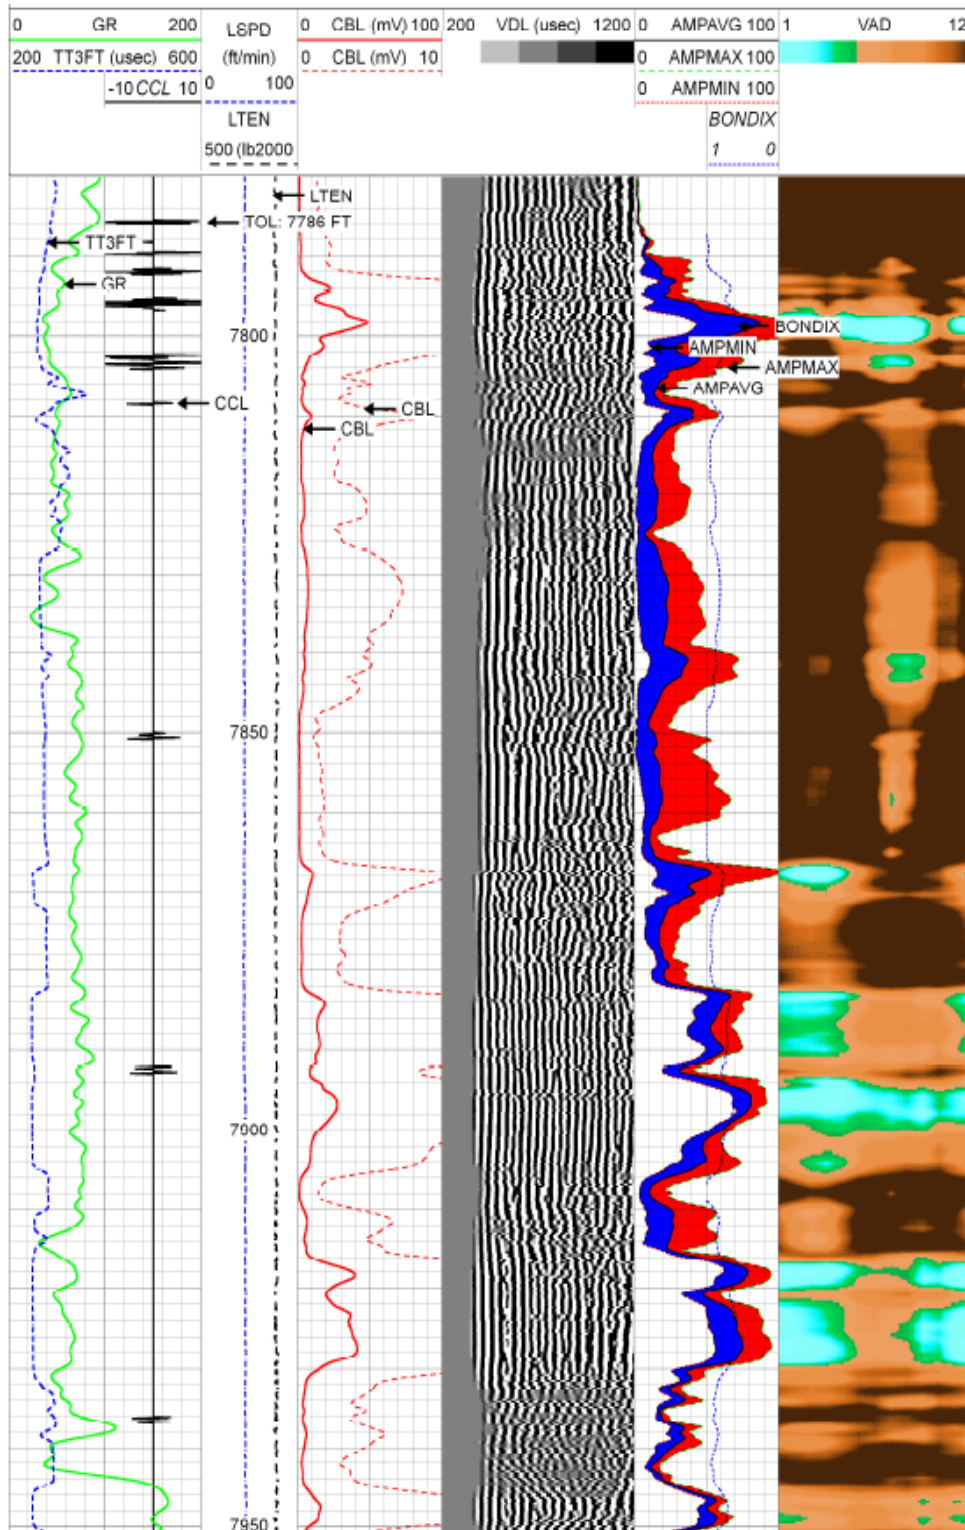 0 GR 200
200 TT3FT (usec) 600
-10 CCL 10
LSPD
(ft/min)
0 100
LTEN
500 (lb2000
0 CBL (mV) 100
0 CBL (mV) 10
200 VDL (usec) 1200
0 AMPAVG 100
0 AMPMAX 100
0 AMPMIN 100
BONDIX
1 0
1 VAD 12
LTEN
TOL: 7786 FT
TT3FT
GR
7800
BONDIX
AMPMIN
AMPMAX
AMPAVG
CCL
CBL
CBL
7850
7900
7950